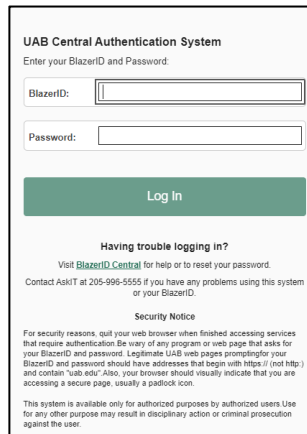 UAB Central Authentication System
Enter your BlazerID and Password:
BlazerID:
Password:
Log In
Having trouble logging in?
Visit BlazerID Central for help or to reset your password.
Contact AskIT at 205-996-5555 if you have any problems using this system
or your BlazerID.
Security Notice
For security reasons, quit your web browser when finished accessing services
that require authentication.Be wary of any program or web page that asks for
your BlazerID and password. Legitimate UAB web pages promptingfor your
BlazerID and password should have addresses that begin with https:// (not http:)
and contain "uab.edu".Also, your browser should visually indicate that you are
accessing a secure page, usually a padlock icon.
This system is available only for authorized purposes by authorized users.Use
for any other purpose may result in disciplinary action or criminal prosecution
against the user.